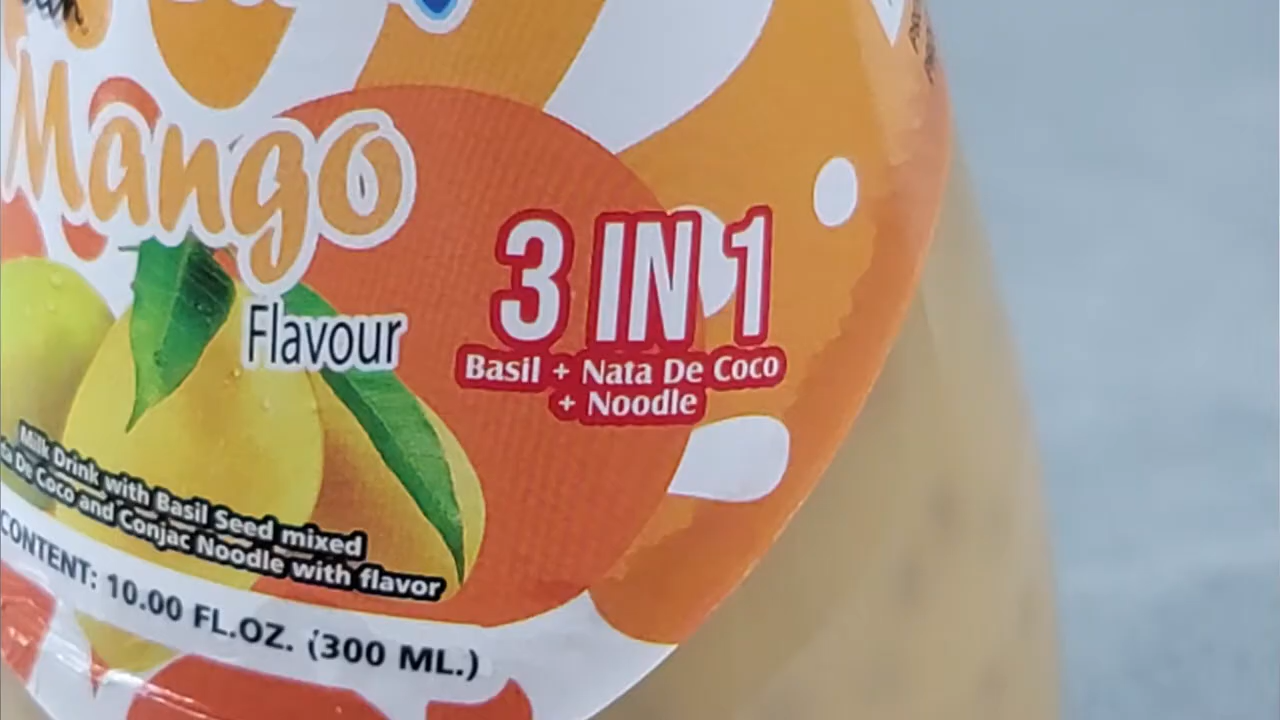 Mango
Flavour
3 IN 1
Basil + Nata De Coco
+ Noodle
Milk Drink with Basil Seed mixed
De Coco and Conjac Noodle with flavor
CONTENT: 10.00 FL.OZ. (300 ML.)